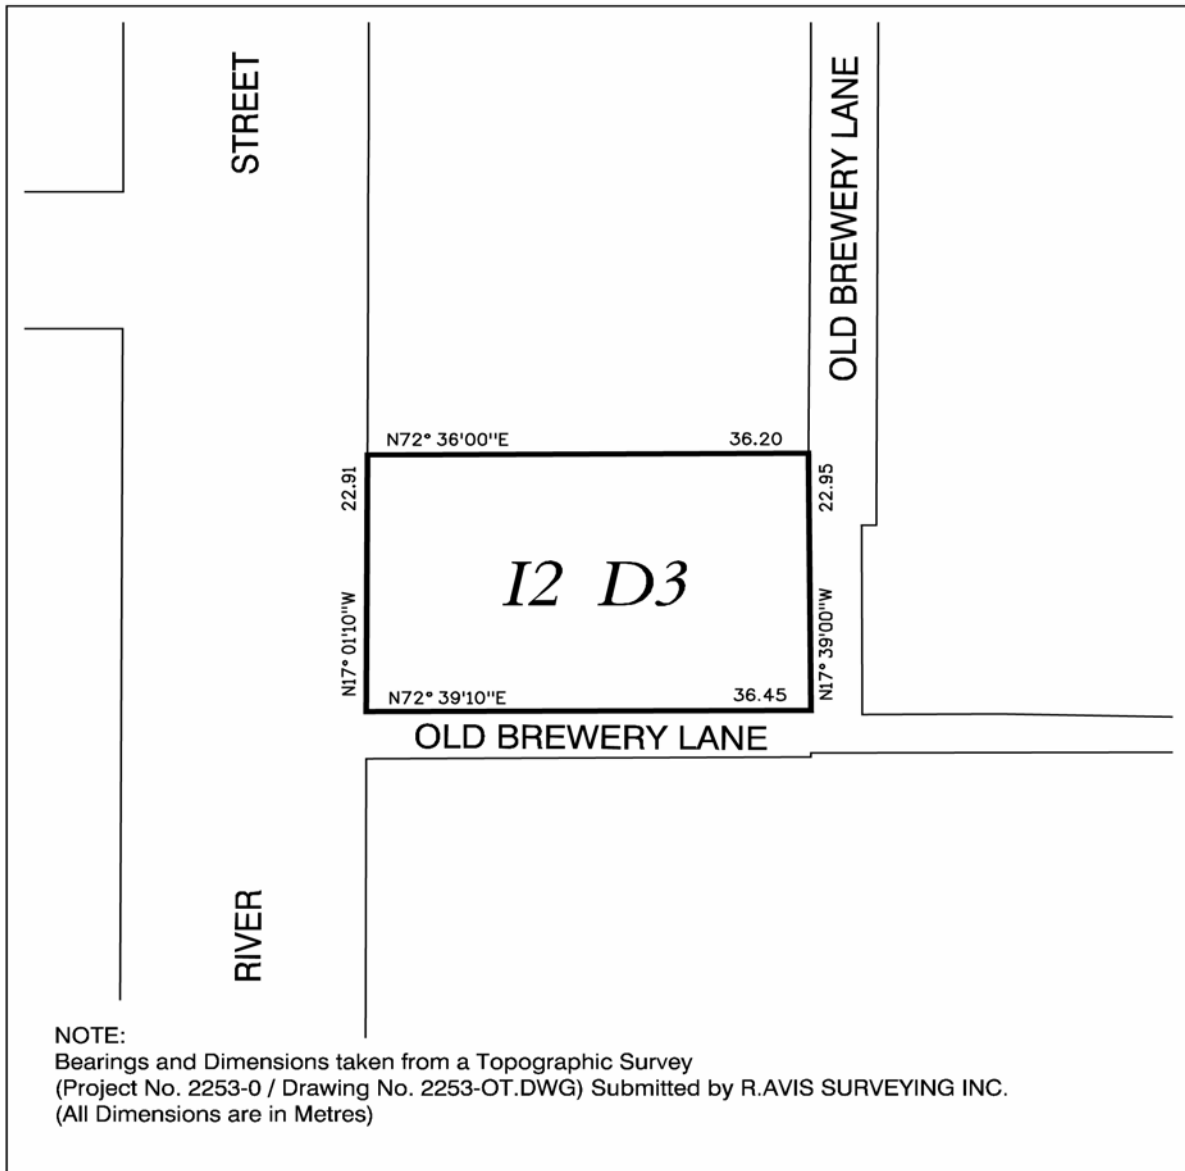 STREET
OLD BREWERY LANE
N72° 36'00"E 36.20
22.91
22.95
I2 D3
N17° 01'10"W
N17° 39'00"W
N72° 39'10"E 36.45
OLD BREWERY LANE
RIVER
NOTE:
Bearings and Dimensions taken from a Topographic Survey
(Project No. 2253-0 / Drawing No. 2253-OT.DWG) Submitted by R.AVIS SURVEYING INC.
(All Dimensions are in Metres)